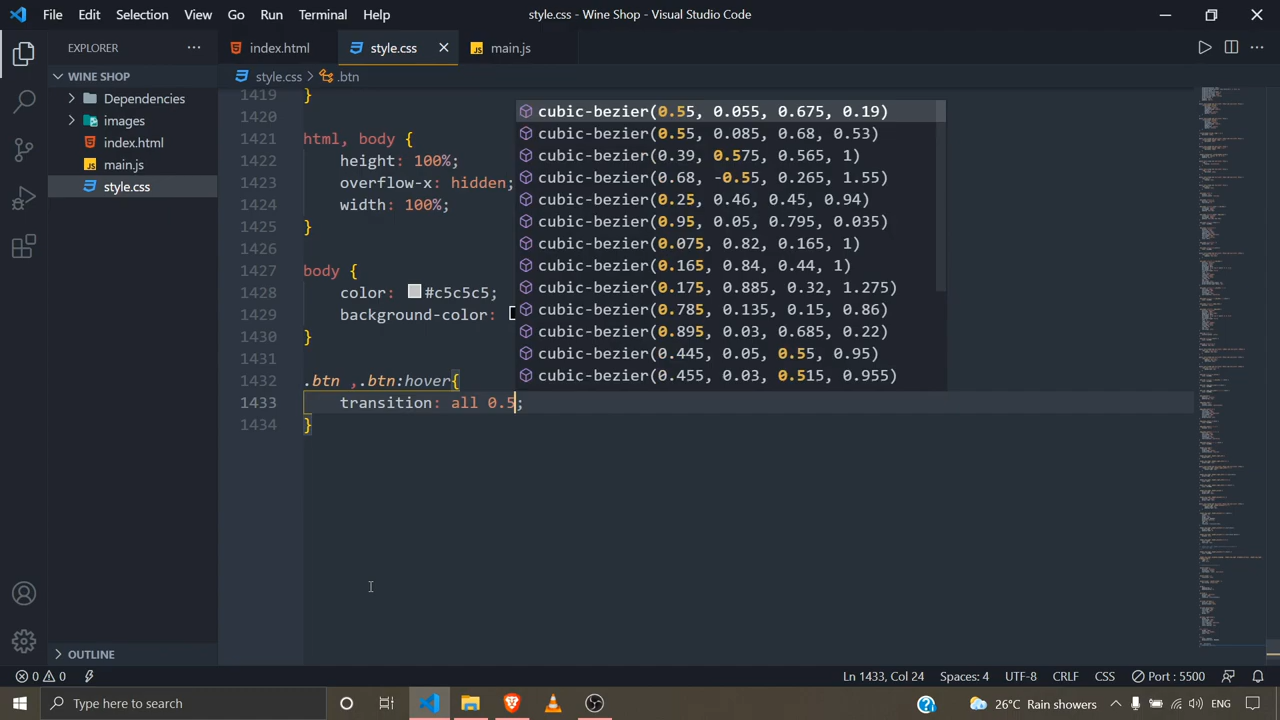 File Edit Selection View Go Run Terminal Help style.css - Wine Shop - Visual Studio Code
EXPLORER
WINE SHOP
Dependencies
images
index.html
main.js
style.css
OUTLINE
index.html style.css main.js
style.css > .btn
1419 }
1420
1421 html, body {
1422 height: 100%;
1423 overflow-x: hidden;
1424 width: 100%;
1425 }
1426
1427 body {
1428 color: #c5c5c5;
1429 background-color:
1430 }
1431
1432 .btn ,.btn:hover{
1433 transition: all 0.5;
1434 }
cubic-bezier(0.55, 0.055, 0.675, 0.19)
cubic-bezier(0.55, 0.085, 0.68, 0.53)
cubic-bezier(0.39, 0.575, 0.565, 1)
cubic-bezier(0.68, -0.55, 0.265, 1.55)
cubic-bezier(0.25, 0.46, 0.45, 0.94)
cubic-bezier(0.95, 0.05, 0.795, 0.035)
cubic-bezier(0.075, 0.82, 0.165, 1)
cubic-bezier(0.165, 0.84, 0.44, 1)
cubic-bezier(0.175, 0.885, 0.32, 1.275)
cubic-bezier(0.785, 0.135, 0.15, 0.86)
cubic-bezier(0.445, 0.03, 0.85, 0.22)
cubic-bezier(0.215, 0.61, 0.355, 0.92)
cubic-bezier(0.455, 0.03, 0.515, 0.955)
0 0 Ln 1433, Col 24 Spaces: 4 UTF-8 CRLF CSS Port : 5500
Type here to search 26°C Rain showers ENG